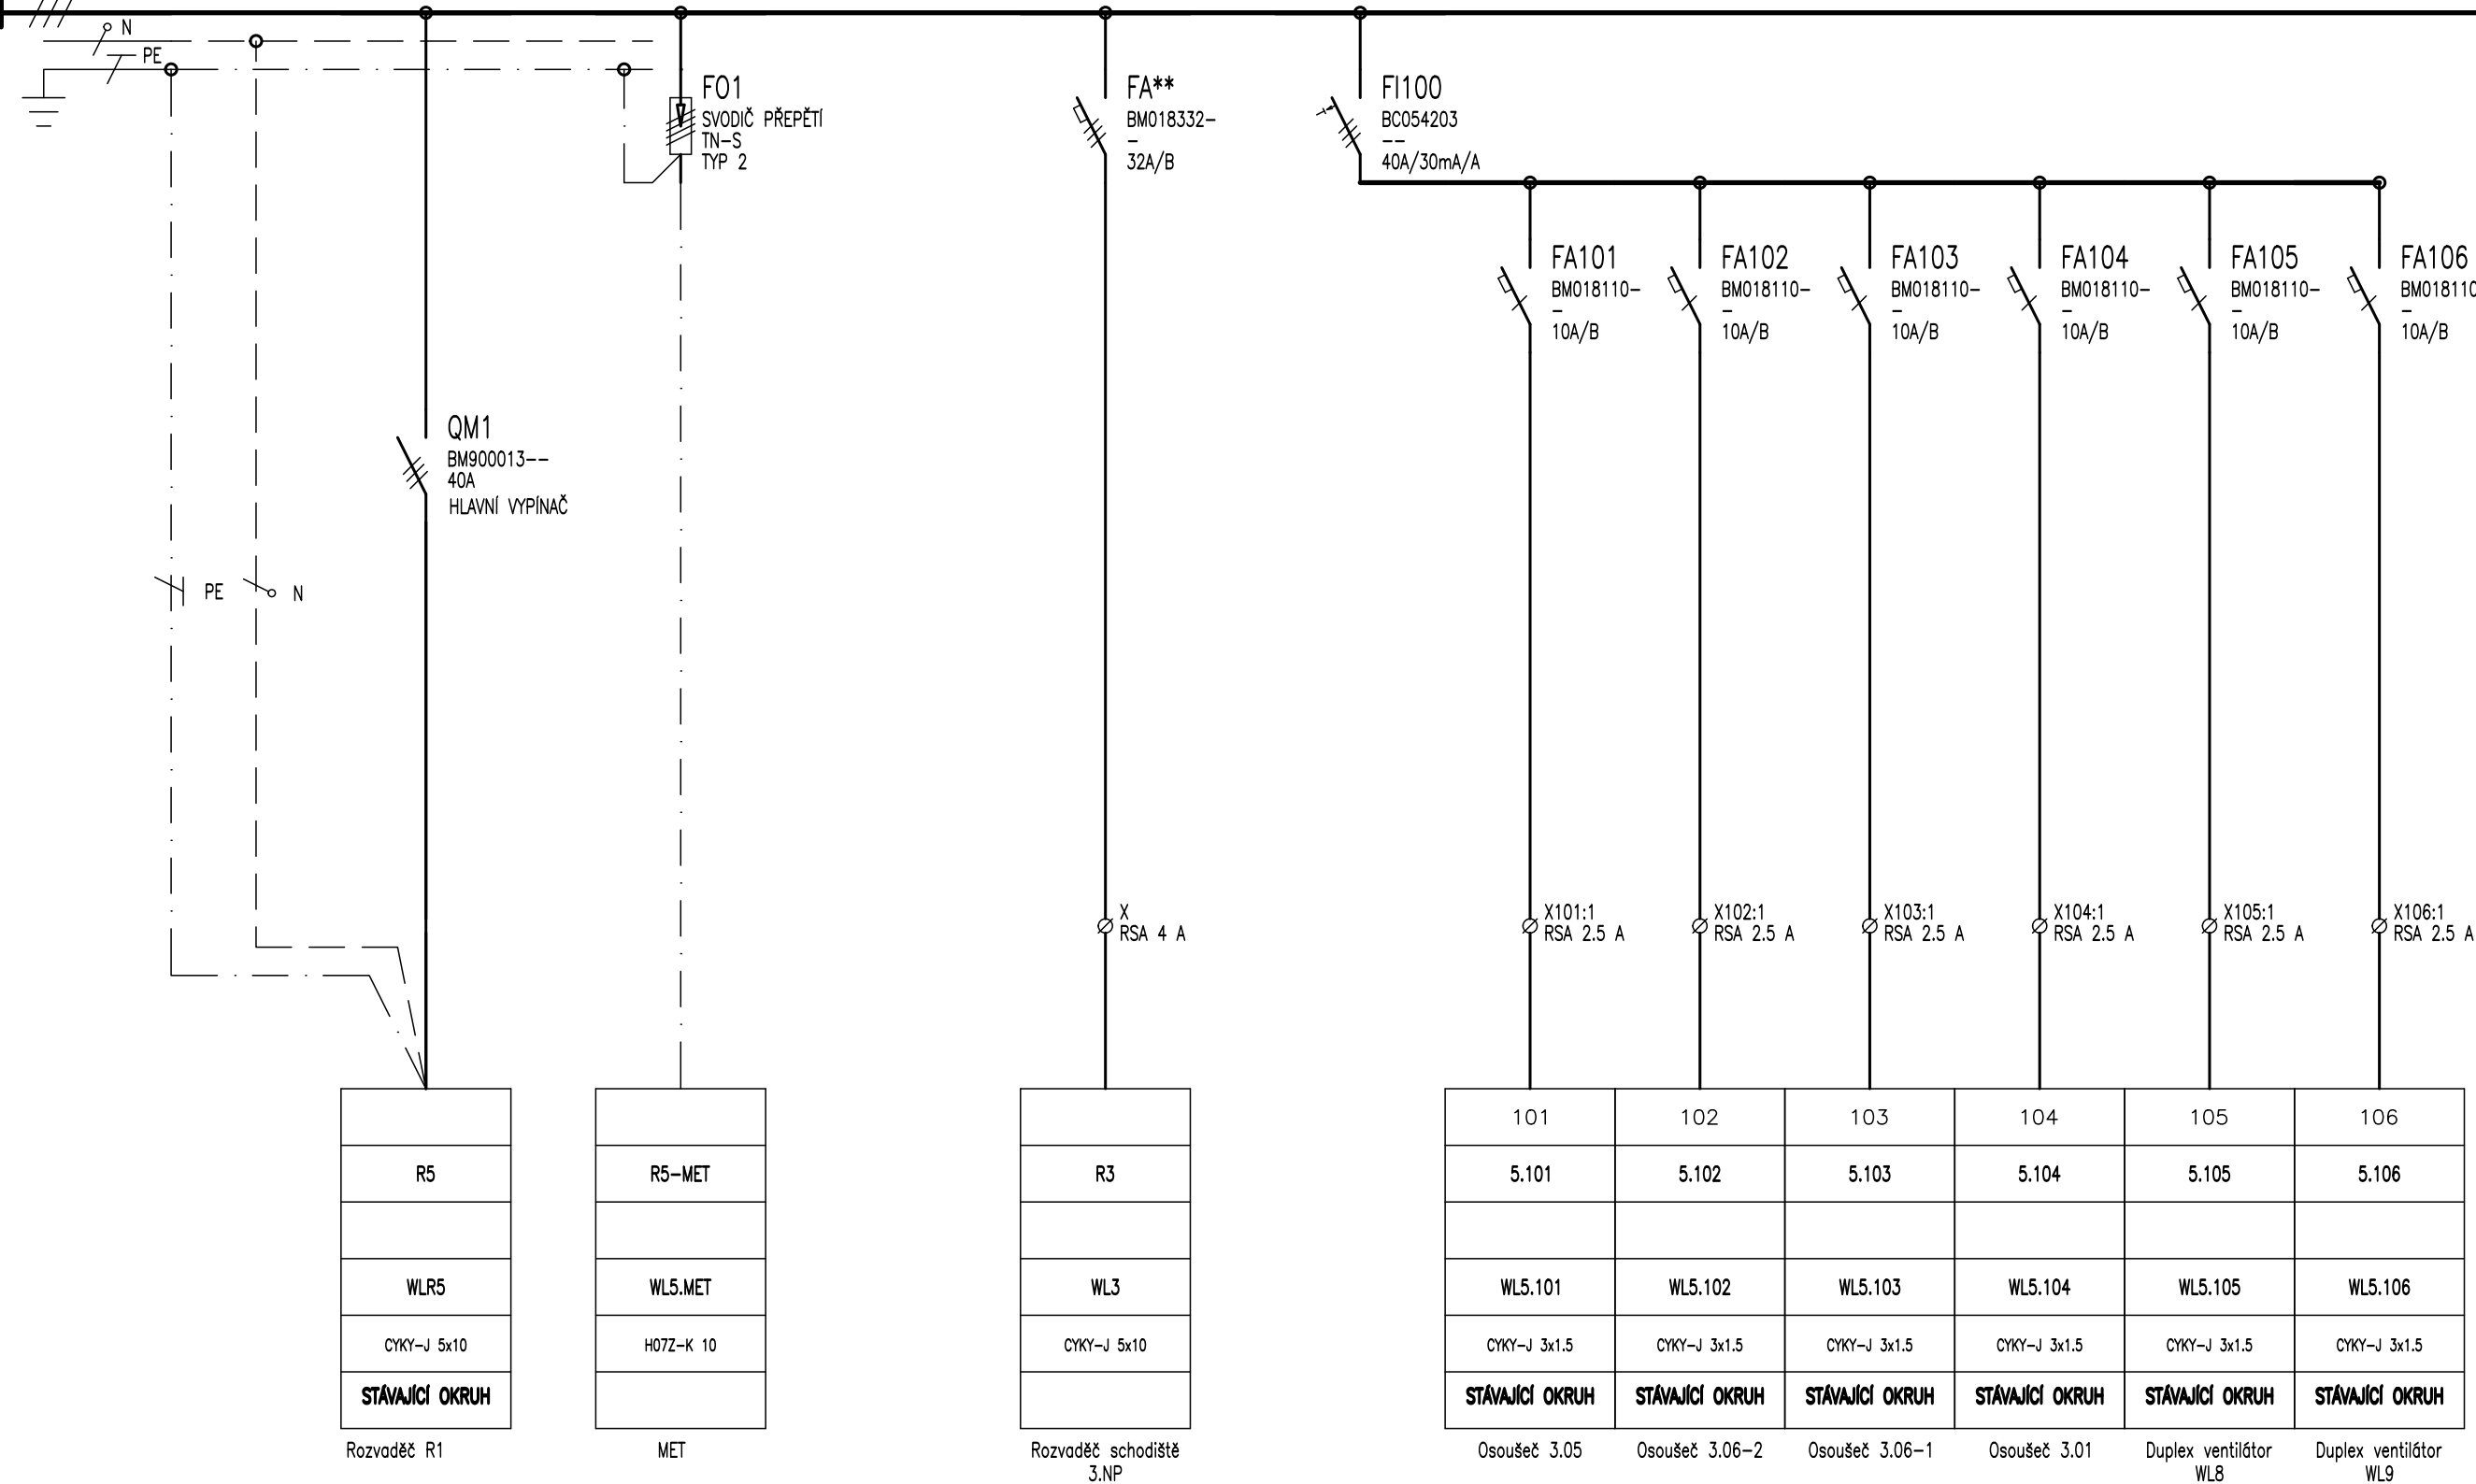 N
PE
FO1
SVODIČ PŘEPĚTÍ
TN-S
TYP 2
FA**
BM018332-
-
32A/B
FI100
BC054203
--
40A/30mA/A
FA101
BM018110-
-
10A/B
FA102
BM018110-
-
10A/B
FA103
BM018110-
-
10A/B
FA104
BM018110-
-
10A/B
FA105
BM018110-
-
10A/B
FA106
BM018110
-
10A/B
QM1
BM900013--
40A
HLAVNÍ VYPÍNAČ
PE
N
X
RSA 4 A
X101:1
RSA 2.5 A
X102:1
RSA 2.5 A
X103:1
RSA 2.5 A
X104:1
RSA 2.5 A
X105:1
RSA 2.5 A
X106:1
RSA 2.5 A
101 102 103 104 105 106
R5 R5-MET R3 5.101 5.102 5.103 5.104 5.105 5.106
WLR5 WL5.MET WL3 WL5.101 WL5.102 WL5.103 WL5.104 WL5.105 WL5.106
CYKY-J 5x10 H07Z-K 10 CYKY-J 5x10 CYKY-J 3x1.5 CYKY-J 3x1.5 CYKY-J 3x1.5 CYKY-J 3x1.5 CYKY-J 3x1.5 CYKY-J 3x1.5
STÁVAJÍCÍ OKRUH STÁVAJÍCÍ OKRUH STÁVAJÍCÍ OKRUH STÁVAJÍCÍ OKRUH STÁVAJÍCÍ OKRUH STÁVAJÍCÍ OKRUH STÁVAJÍCÍ OKRUH
Rozvaděč R1
MET
Rozvaděč schodiště
3.NP
Osoušeč 3.05
Osoušeč 3.06-2
Osoušeč 3.06-1
Osoušeč 3.01
Duplex ventilátor
WL8
Duplex ventilátor
WL9